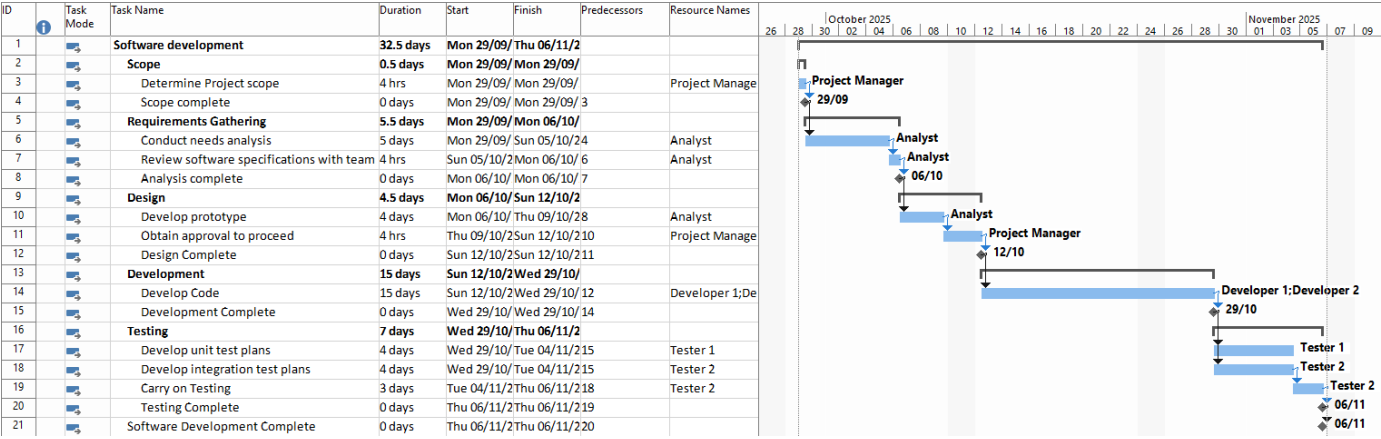 ID Task Mode Task Name Duration Start Finish Predecessors Resource Names
October 2025 November 2025
26 28 30 02 04 06 08 10 12 14 16 18 20 22 24 26 28 30 01 03 05 07 09
1 Software development 32.5 days Mon 29/09/ Thu 06/11/2
2 Scope 0.5 days Mon 29/09/ Mon 29/09/
3 Determine Project scope 4 hrs Mon 29/09/ Mon 29/09/ Project Manage Project Manager
4 Scope complete 0 days Mon 29/09/ Mon 29/09/ 3 29/09
5 Requirements Gathering 5.5 days Mon 29/09/ Mon 06/10/
6 Conduct needs analysis 5 days Mon 29/09/ Sun 05/10/2 4 Analyst Analyst
7 Review software specifications with team 4 hrs Sun 05/10/2 Mon 06/10/ 6 Analyst Analyst
8 Analysis complete 0 days Mon 06/10/ Mon 06/10/ 7 06/10
9 Design 4.5 days Mon 06/10/ Sun 12/10/2
10 Develop prototype 4 days Mon 06/10/ Thu 09/10/2 8 Analyst Analyst
11 Obtain approval to proceed 4 hrs Thu 09/10/2 Sun 12/10/2 10 Project Manage Project Manager
12 Design Complete 0 days Sun 12/10/2 Sun 12/10/2 11 12/10
13 Development 15 days Sun 12/10/2 Wed 29/10/
14 Develop Code 15 days Sun 12/10/2 Wed 29/10/ 12 Developer 1;De Developer 1;Developer 2
15 Development Complete 0 days Wed 29/10/ Wed 29/10/ 14 29/10
16 Testing 7 days Wed 29/10/ Thu 06/11/2
17 Develop unit test plans 4 days Wed 29/10/ Tue 04/11/2 15 Tester 1 Tester 1
18 Develop integration test plans 4 days Wed 29/10/ Tue 04/11/2 15 Tester 2 Tester 2
19 Carry on Testing 3 days Tue 04/11/2 Thu 06/11/2 18 Tester 2 Tester 2
20 Testing Complete 0 days Thu 06/11/2 Thu 06/11/2 19 06/11
21 Software Development Complete 0 days Thu 06/11/2 Thu 06/11/2 20 06/11